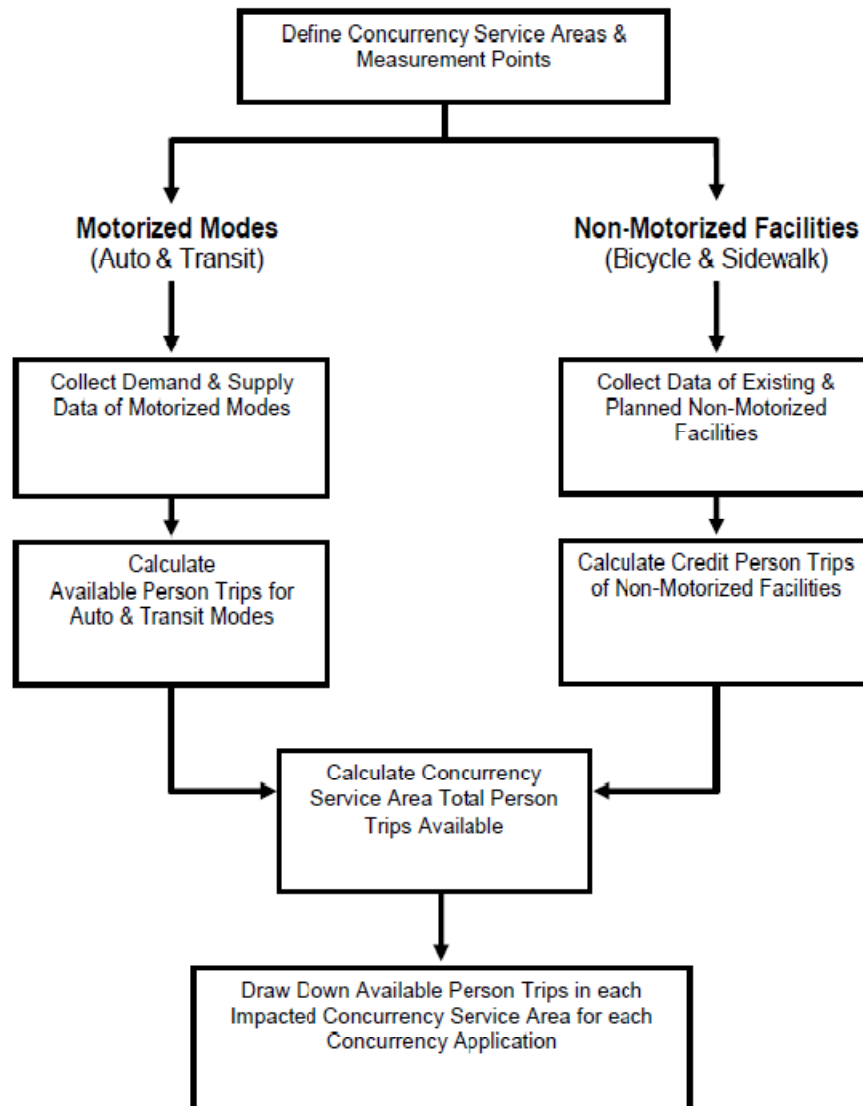 Define Concurrency Service Areas &
Measurement Points
Motorized Modes
(Auto & Transit)
Non-Motorized Facilities
(Bicycle & Sidewalk)
Collect Demand & Supply
Data of Motorized Modes
Collect Data of Existing &
Planned Non-Motorized
Facilities
Calculate
Available Person Trips for
Auto & Transit Modes
Calculate Credit Person Trips
of Non-Motorized Facilities
Calculate Concurrency
Service Area Total Person
Trips Available
Draw Down Available Person Trips in each
Impacted Concurrency Service Area for each
Concurrency Application